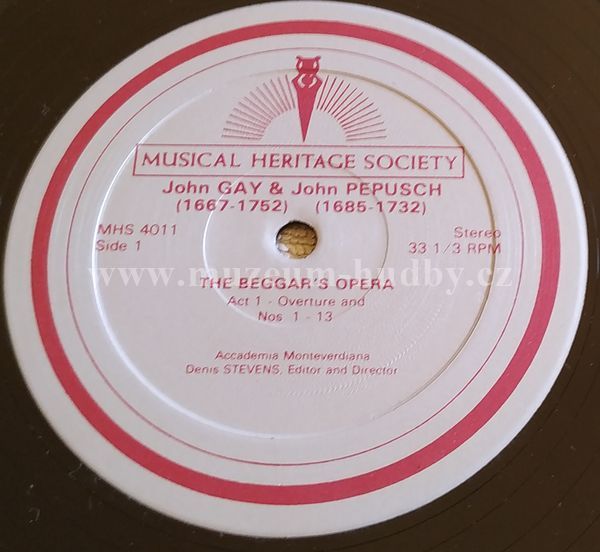 MUSICAL HERITAGE SOCIETY
John GAY & John PEPUSCH
(1667-1752) (1685-1732)
MHS 4011
Side 1
Stereo
33 1/3 RPM
www.muzeum-hudby.cz
THE BEGGAR'S OPERA
Act 1 - Overture and
Nos 1 - 13
Accademia Monteverdiana
Denis STEVENS, Editor and Director